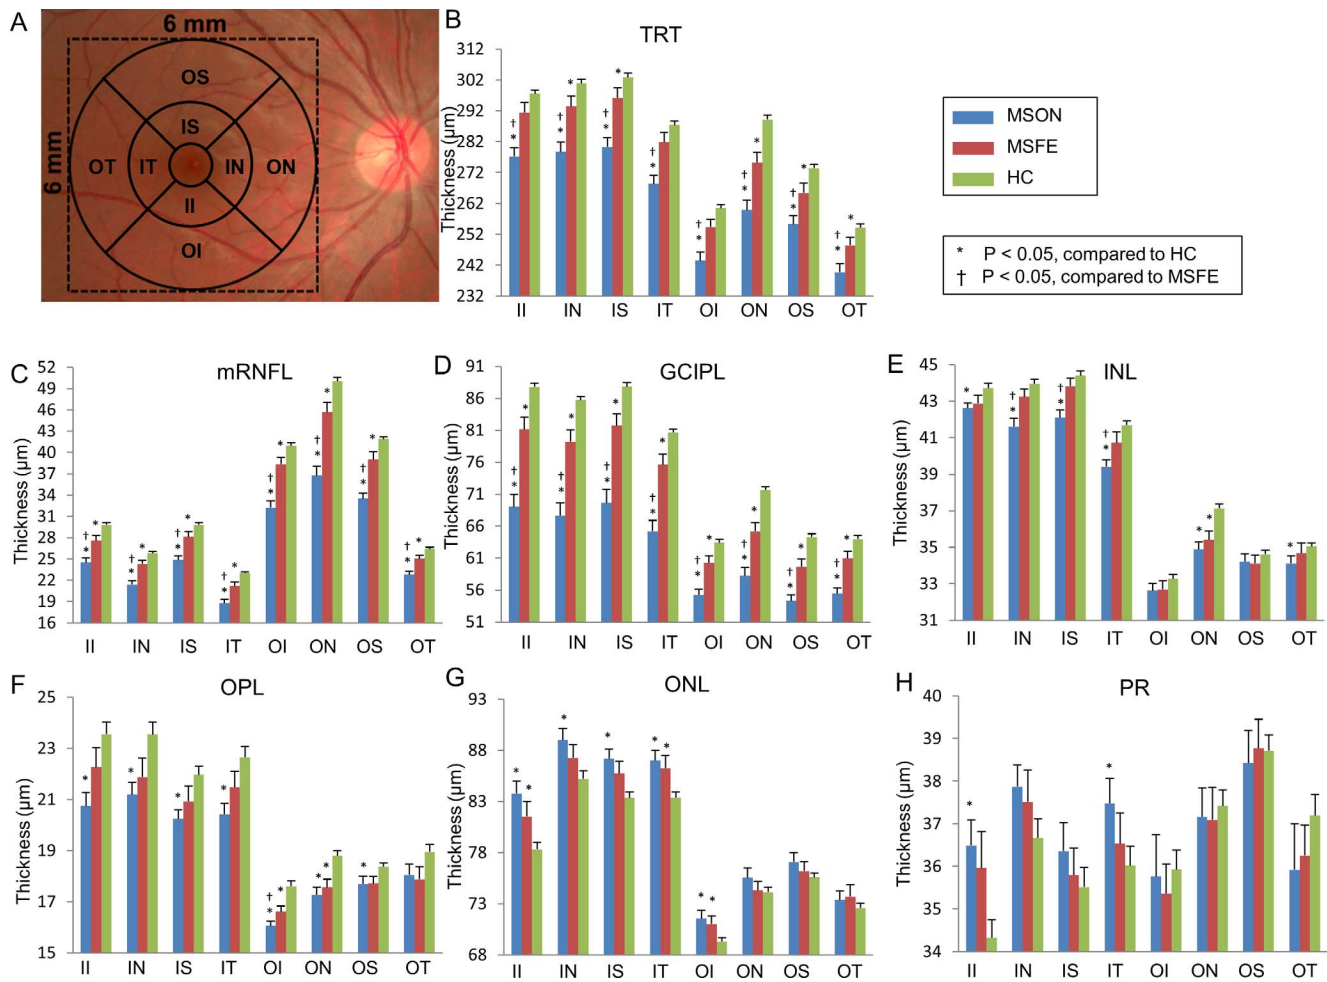 A
6 mm
6 mm
OS
IS
OT
IT
IN
ON
II
OI
B
TRT
Thickness (μm)
312
302
292
282
272
262
252
242
232
† * † * * † * * † * † * † * * † * * † * *
II IN IS IT OI ON OS OT
MSON
MSFE
HC
* P < 0.05, compared to HC
† P < 0.05, compared to MSFE
C
mRNFL
Thickness (μm)
52
49
46
43
40
37
34
31
28
25
22
19
16
† * * † * * † * * † * * † * * † * * † * * † * *
II IN IS IT OI ON OS OT
D
GCIPL
Thickness (μm)
91
86
81
76
71
66
61
56
51
† * * † * * † * * † * * † * * † * * † * * † * *
II IN IS IT OI ON OS OT
E
INL
Thickness (μm)
45
43
41
39
37
35
33
31
* † * † * † * * * *
II IN IS IT OI ON OS OT
F
OPL
Thickness (μm)
25
23
21
19
17
15
* * * * † * * * * *
II IN IS IT OI ON OS OT
G
ONL
Thickness (μm)
93
88
83
78
73
68
* * * * * * * *
II IN IS IT OI ON OS OT
H
PR
Thickness (μm)
40
39
38
37
36
35
34
* *
II IN IS IT OI ON OS OT